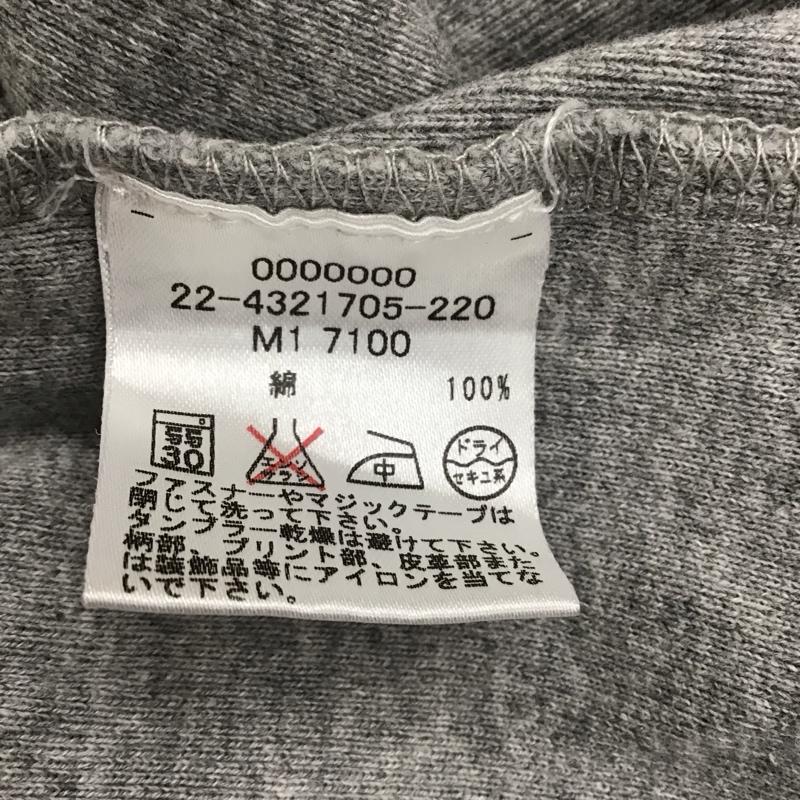 0000000
22-4321705-220
M1 7100
綿 100%
弱
30
エンソ
サラシ
中
ドライ
セキユ系
ファスナーやマジックテープは
閉じて洗って下さい。
タンブラー乾燥は避けて下さい。
柄部、プリント部、皮革部また
は装飾品等にアイロンを当てな
いで下さい。